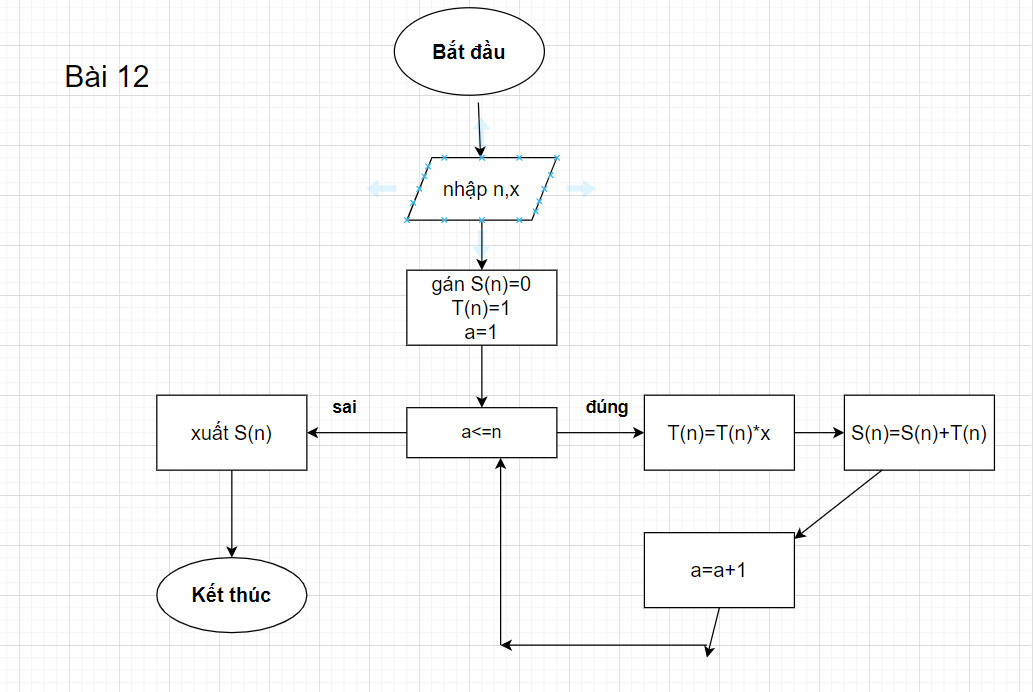 Bắt đầu
Bài 12
nhập n,x
gán S(n)=0
T(n)=1
a=1
sai
đúng
xuất S(n)
a<=n
T(n)=T(n)*x
S(n)=S(n)+T(n)
a=a+1
Kết thúc